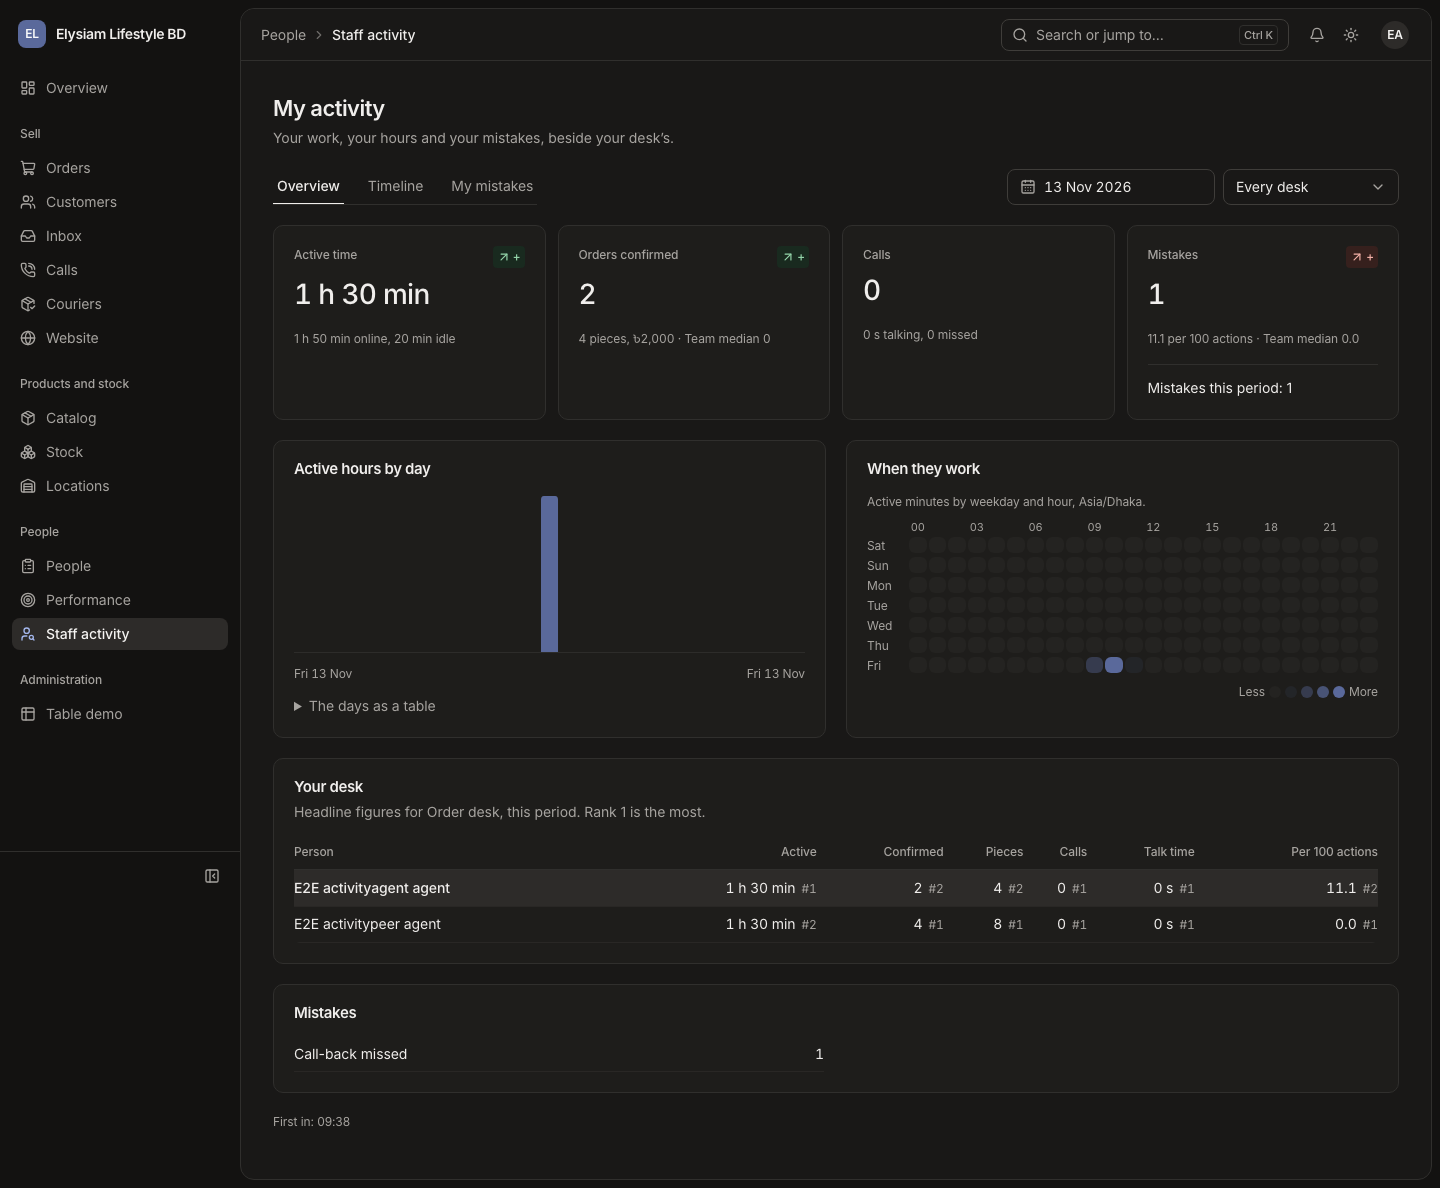 EL Elysiam Lifestyle BD
Overview
Sell
Orders
Customers
Inbox
Calls
Couriers
Website
Products and stock
Catalog
Stock
Locations
People
People
Performance
Staff activity
Administration
Table demo
People > Staff activity
Search or jump to... Ctrl K
EA
My activity
Your work, your hours and your mistakes, beside your desk’s.
Overview Timeline My mistakes
13 Nov 2026 Every desk
Active time +
1 h 30 min
1 h 50 min online, 20 min idle
Orders confirmed +
2
4 pieces, ৳2,000 · Team median 0
Calls
0
0 s talking, 0 missed
Mistakes +
1
11.1 per 100 actions · Team median 0.0
Mistakes this period: 1
Active hours by day
Fri 13 Nov Fri 13 Nov
The days as a table
When they work
Active minutes by weekday and hour, Asia/Dhaka.
00 03 06 09 12 15 18 21
Sat
Sun
Mon
Tue
Wed
Thu
Fri
Less More
Your desk
Headline figures for Order desk, this period. Rank 1 is the most.
Person Active Confirmed Pieces Calls Talk time Per 100 actions
E2E activityagent agent 1 h 30 min #1 2 #2 4 #2 0 #1 0 s #1 11.1 #2
E2E activitypeer agent 1 h 30 min #2 4 #1 8 #1 0 #1 0 s #1 0.0 #1
Mistakes
Call-back missed 1
First in: 09:38